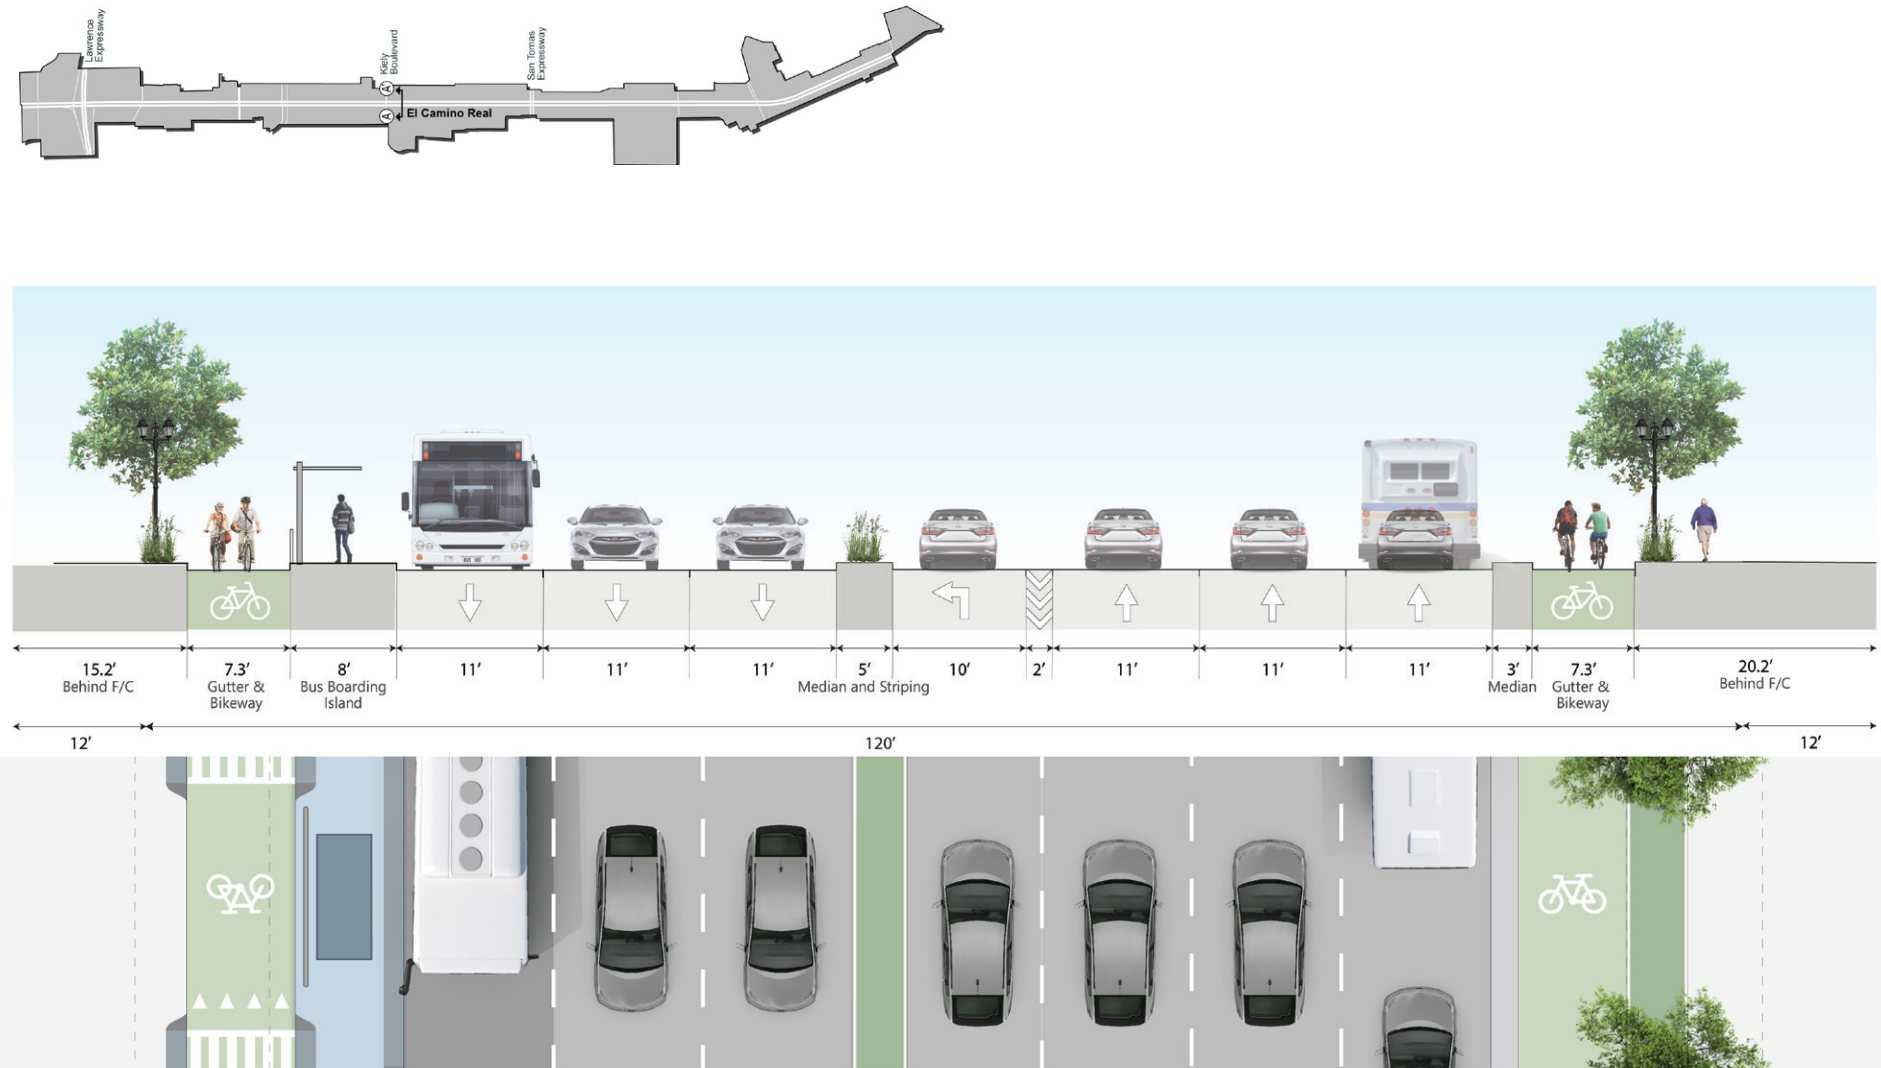 Lawrence
Expressway
Kiely
Boulevard
San Tomas
Expressway
A'
A
El Camino Real
15.2' 7.3' 8' 11' 11' 11' 5' 10' 2' 11' 11' 11' 3' 7.3' 20.2'
Behind F/C Gutter & Bus Boarding Median and Striping Median Gutter & Behind F/C
Bikeway Island Bikeway
12' 120' 12'